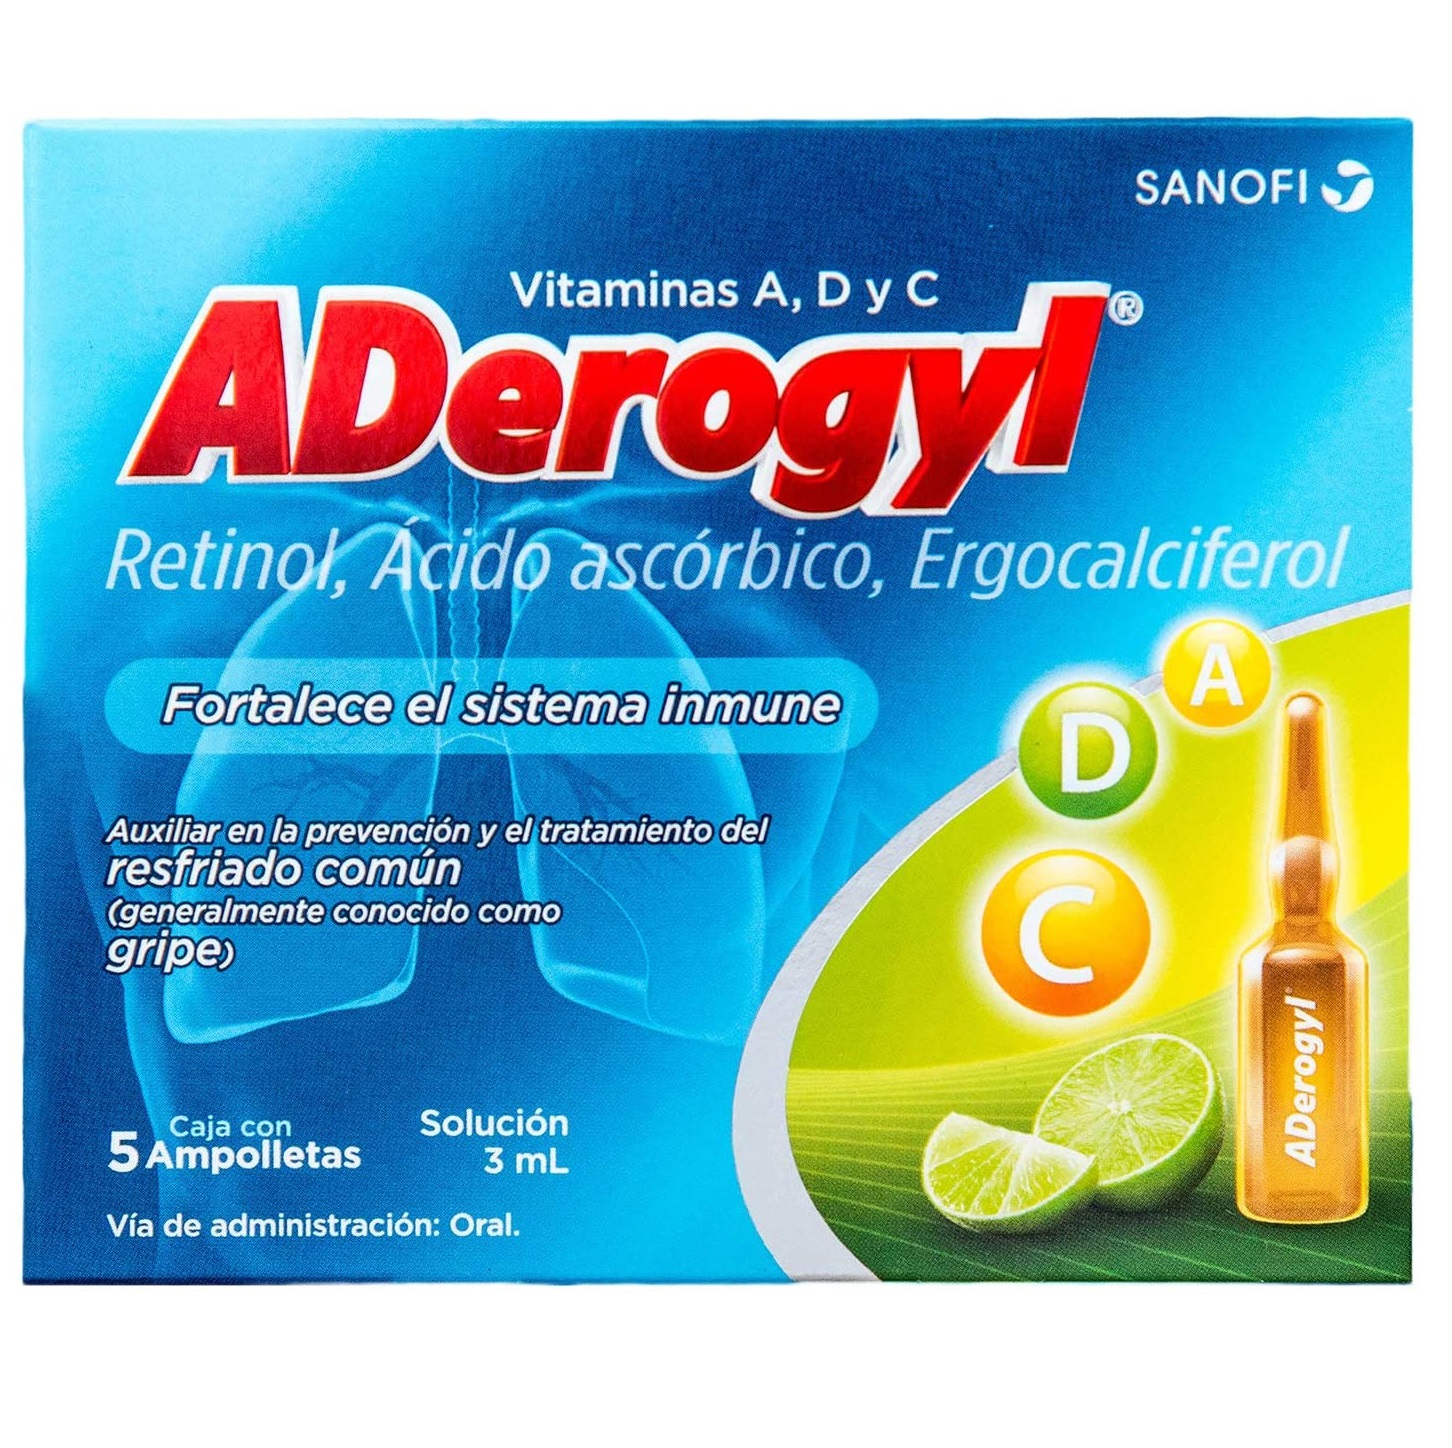 SANOFI
Vitaminas A, D y C
ADerogyl®
Retinol, Ácido ascórbico, Ergocalciferol
Fortalece el sistema inmune
Auxiliar en la prevención y el tratamiento del
resfriado común
(generalmente conocido como
gripe)
A
D
C
ADerogyl®
Caja con
5 Ampolletas
Solución
3 mL
Vía de administración: Oral.